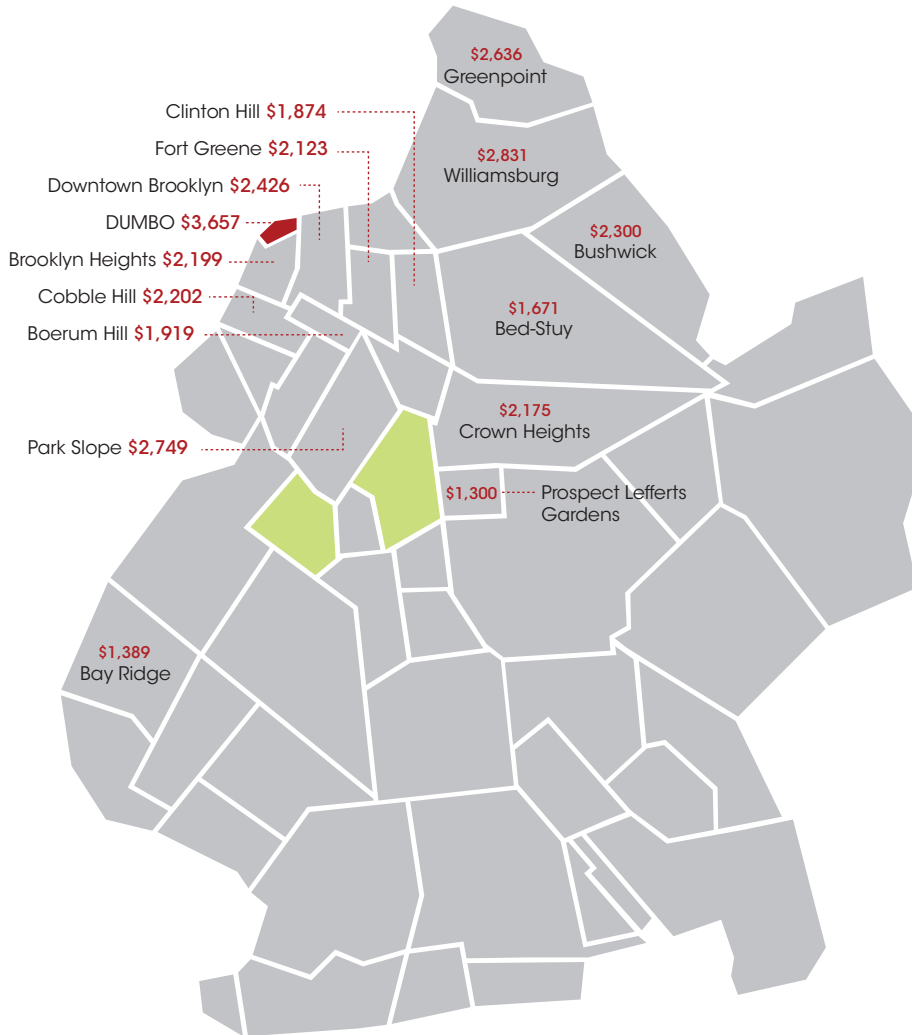 $2,636
Greenpoint
Clinton Hill $1,874
Fort Greene $2,123
$2,831
Williamsburg
Downtown Brooklyn $2,426
DUMBO $3,657
$2,300
Bushwick
Brooklyn Heights $2,199
Cobble Hill $2,202
$1,671
Bed-Stuy
Boerum Hill $1,919
$2,175
Crown Heights
Park Slope $2,749
$1,300 Prospect Lefferts
Gardens
$1,389
Bay Ridge